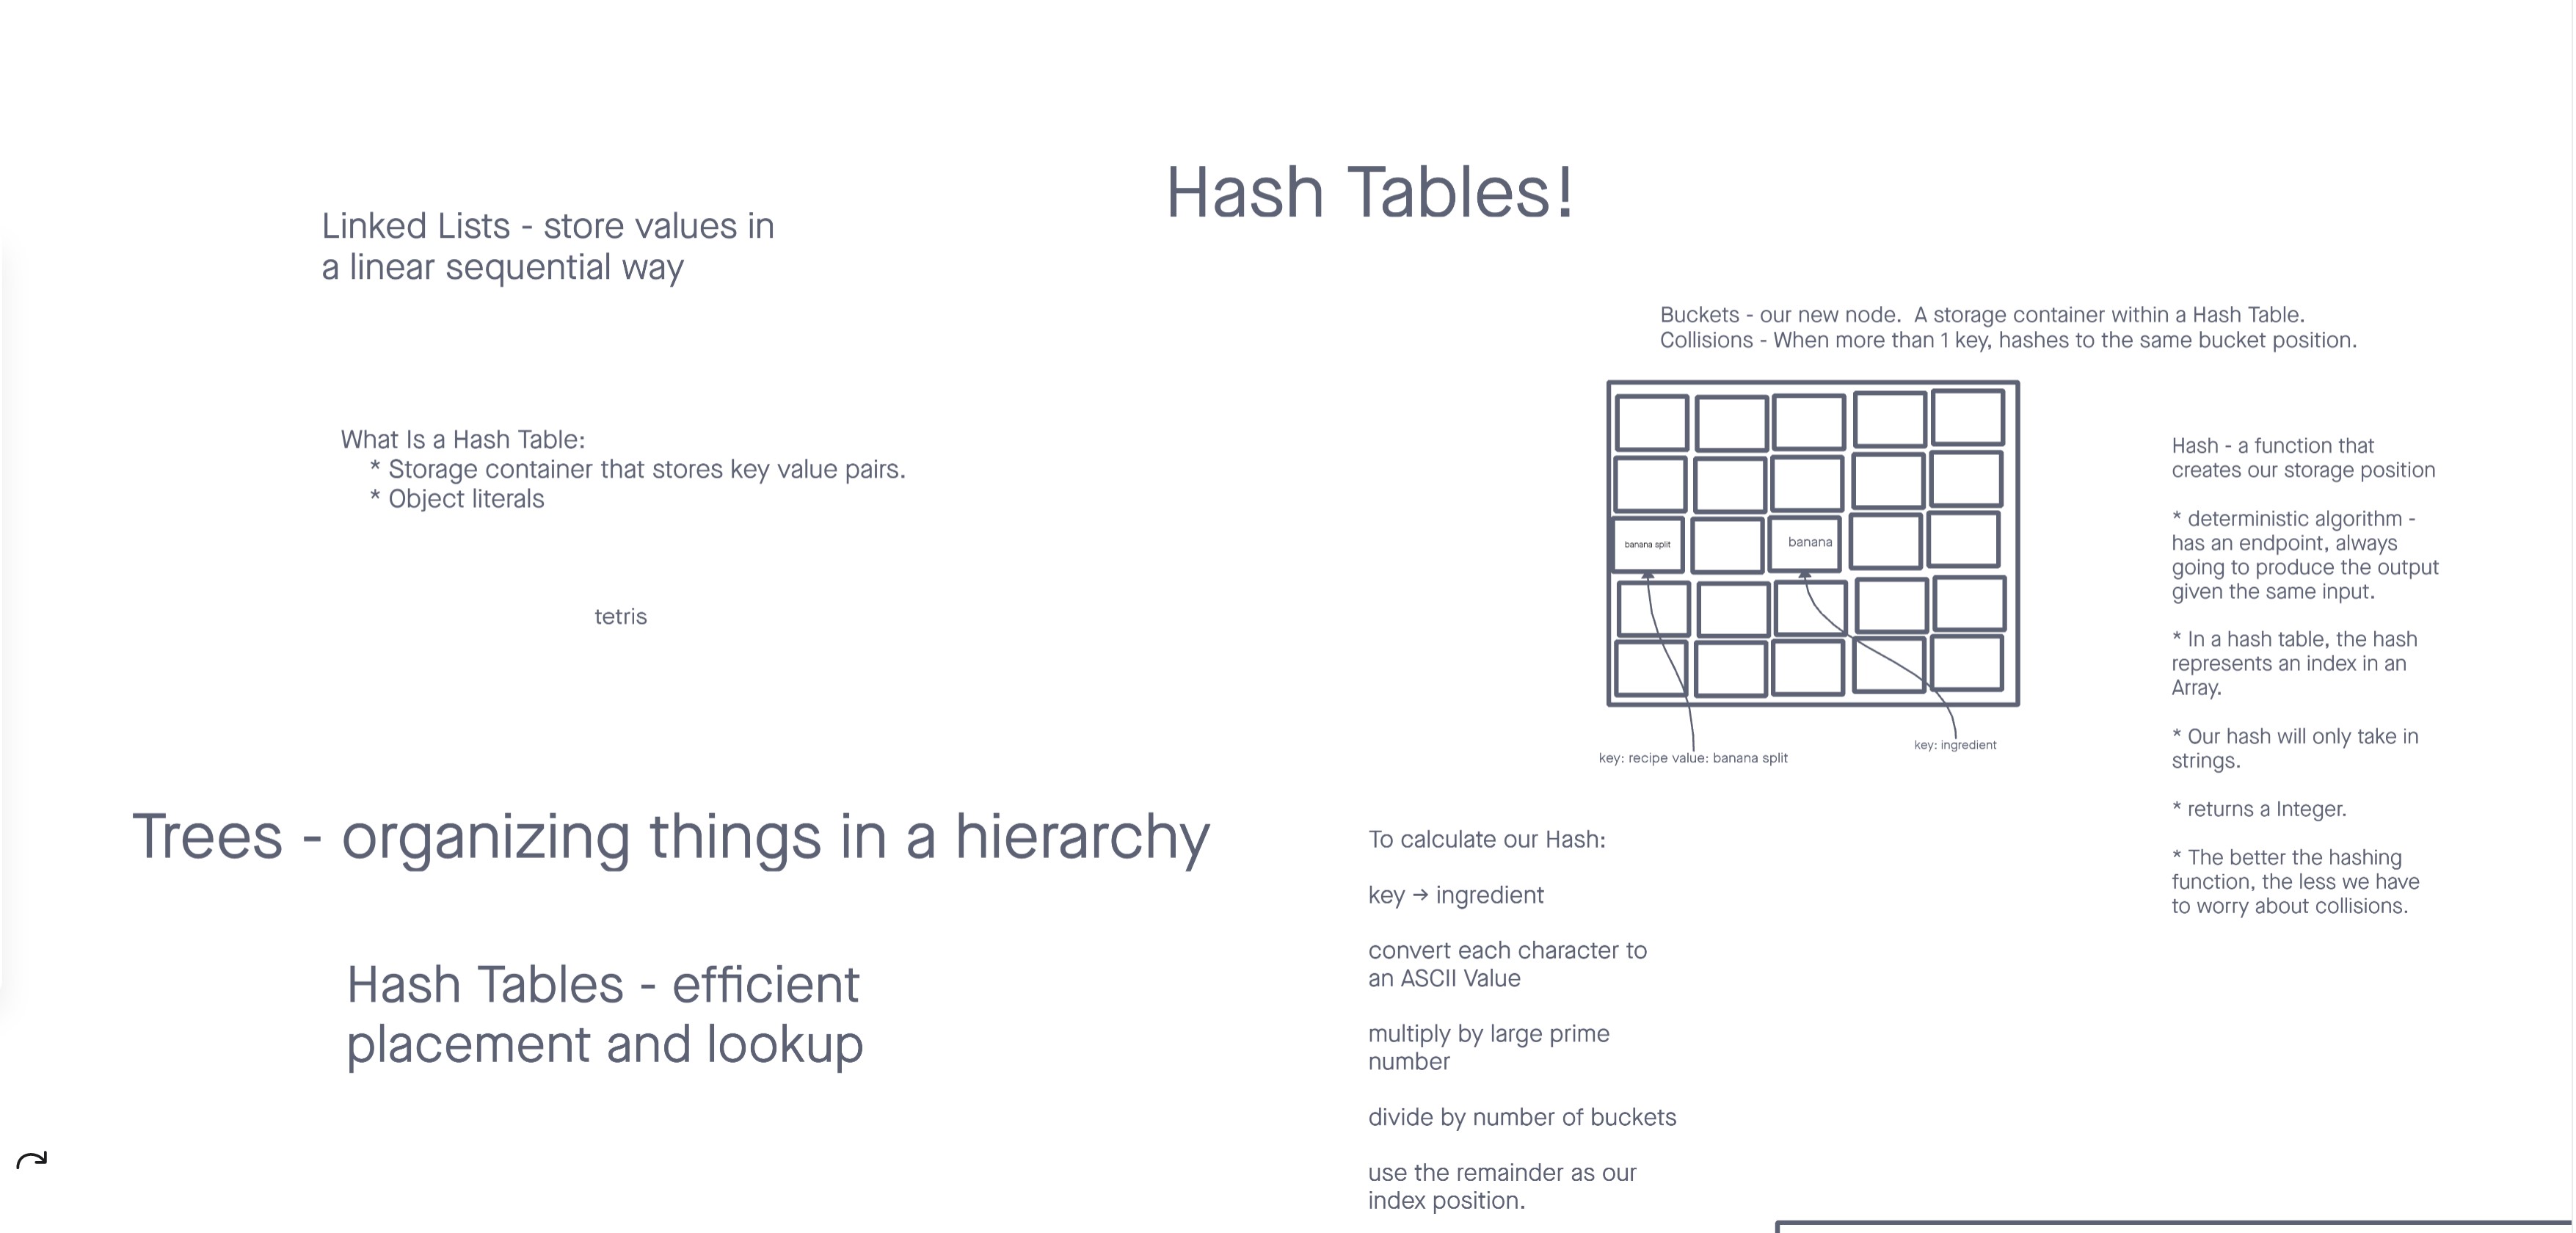 Hash Tables!
Linked Lists - store values in
a linear sequential way
What Is a Hash Table:
* Storage container that stores key value pairs.
* Object literals
tetris
Trees - organizing things in a hierarchy
Hash Tables - efficient
placement and lookup
Buckets - our new node.  A storage container within a Hash Table.
Collisions - When more than 1 key, hashes to the same bucket position.
banana split
banana
key: recipe value: banana split
key: ingredient
To calculate our Hash:
key → ingredient
convert each character to
an ASCII Value
multiply by large prime
number
divide by number of buckets
use the remainder as our
index position.
Hash - a function that
creates our storage position
* deterministic algorithm -
has an endpoint, always
going to produce the output
given the same input.
* In a hash table, the hash
represents an index in an
Array.
* Our hash will only take in
strings.
* returns a Integer.
* The better the hashing
function, the less we have
to worry about collisions.